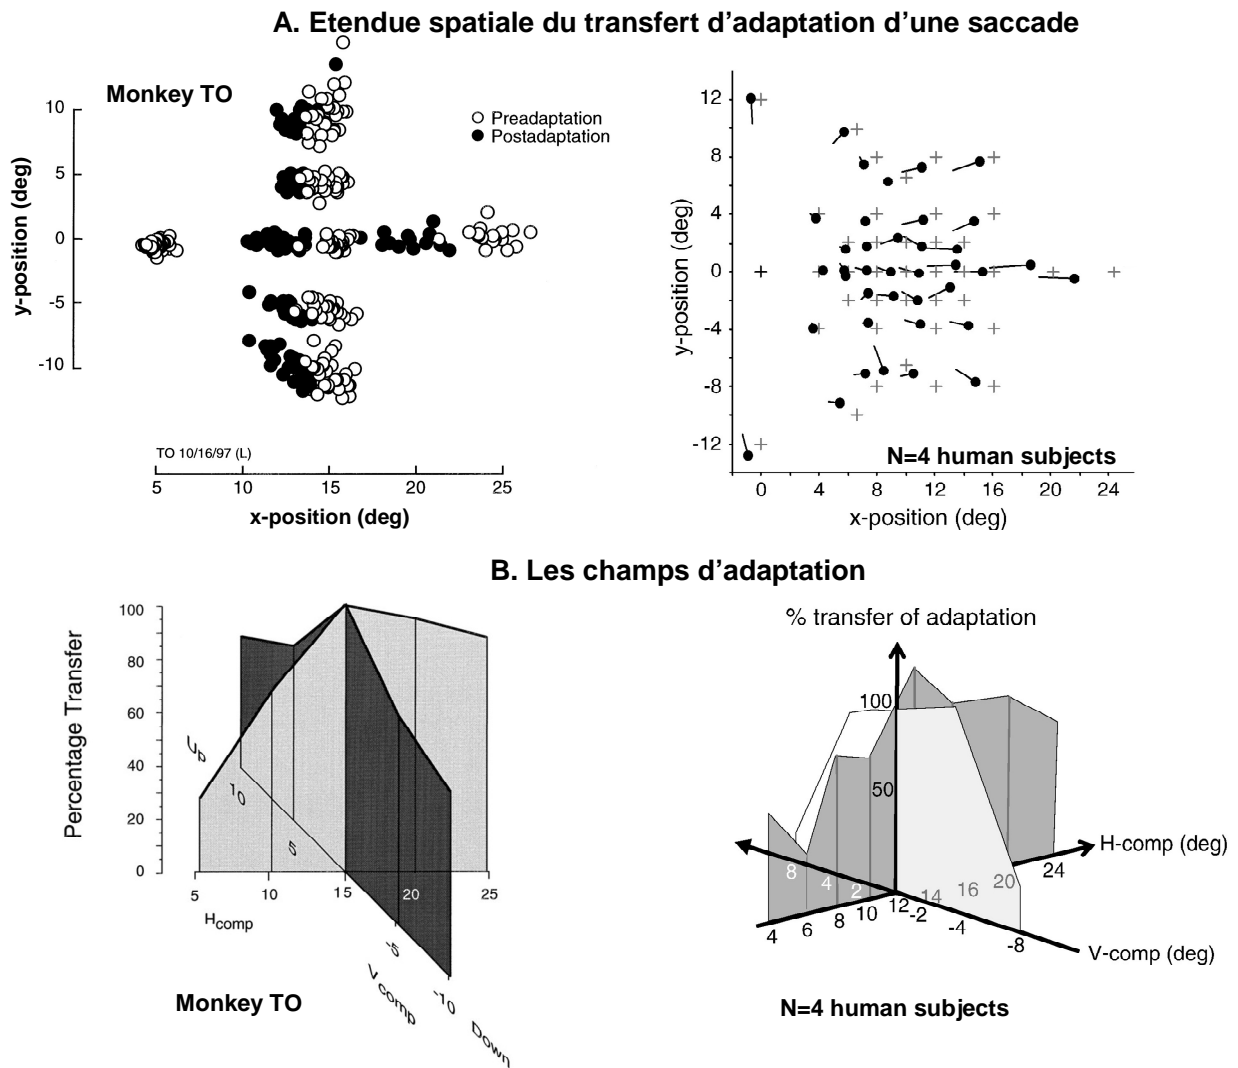 A. Etendue spatiale du transfert d'adaptation d'une saccade
Monkey TO
Preadaptation
Postadaptation
y-position (deg)
10
5
0
-5
-10
TO 10/16/97 (L)
5 10 15 20 25
x-position (deg)
y-position (deg)
12
8
4
0
-4
-8
-12
N=4 human subjects
0 4 8 12 16 20 24
x-position (deg)
B. Les champs d'adaptation
Percentage Transfer
100
80
60
40
20
0
Up
10
5
5 10 15 20 25
Hcomp
-5
-10
Vcomp
Down
Monkey TO
% transfer of adaptation
100
50
H-comp (deg)
8 4 2 14 16 20 24
4 6 8 10 12 -2 -4 -8
V-comp (deg)
N=4 human subjects